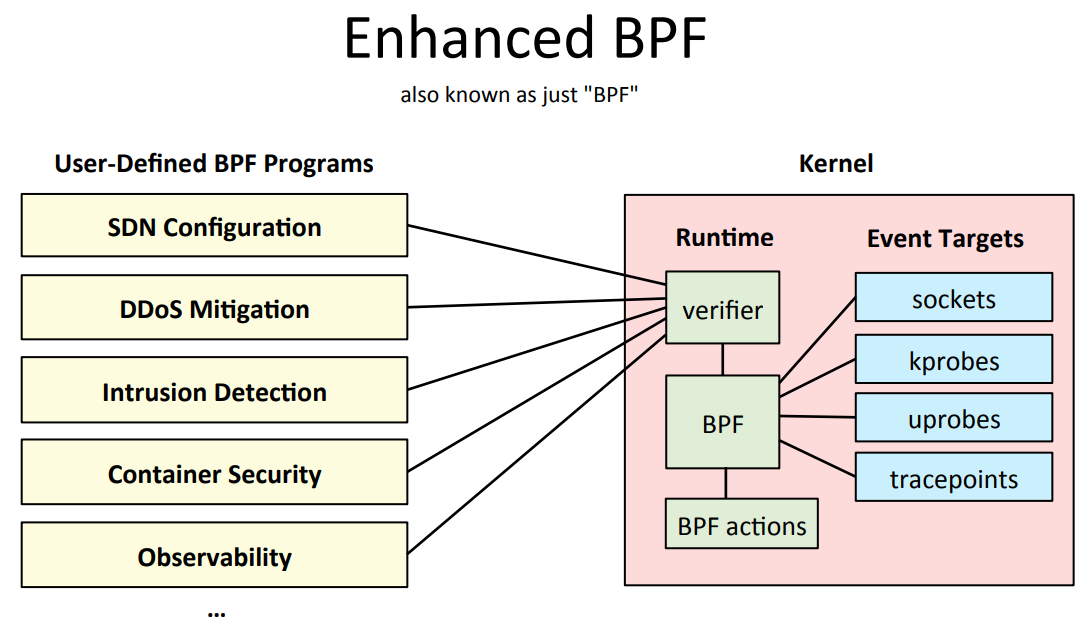 Enhanced BPF
also known as just "BPF"
User-Defined BPF Programs
SDN Configuration
DDoS Mitigation
Intrusion Detection
Container Security
Observability
...
Kernel
Runtime
verifier
BPF
BPF actions
Event Targets
sockets
kprobes
uprobes
tracepoints